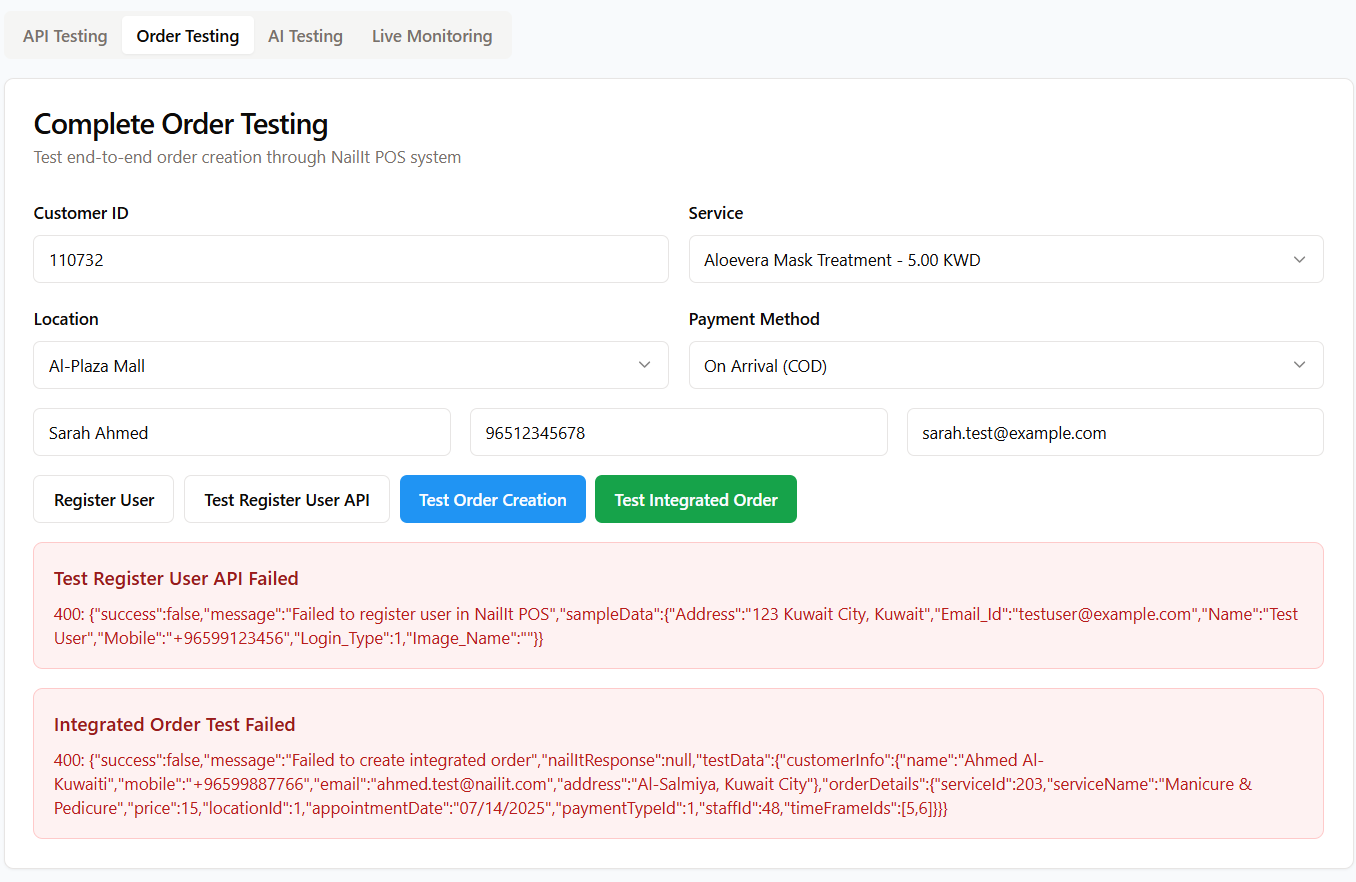 API Testing Order Testing AI Testing Live Monitoring
Complete Order Testing
Test end-to-end order creation through NailIt POS system
Customer ID Service
110732 Aloevera Mask Treatment - 5.00 KWD
Location Payment Method
Al-Plaza Mall On Arrival (COD)
Sarah Ahmed 96512345678 sarah.test@example.com
Register User Test Register User API Test Order Creation Test Integrated Order
Test Register User API Failed
400: {"success":false,"message":"Failed to register user in NailIt POS","sampleData":{"Address":"123 Kuwait City, Kuwait","Email_Id":"testuser@example.com","Name":"Test
User","Mobile":"+96599123456","Login_Type":1,"Image_Name":""}}
Integrated Order Test Failed
400: {"success":false,"message":"Failed to create integrated order","nailItResponse":null,"testData":{"customerInfo":{"name":"Ahmed Al-
Kuwaiti","mobile":"+96599887766","email":"ahmed.test@nailit.com","address":"Al-Salmiya, Kuwait City"},"orderDetails":{"serviceId":203,"serviceName":"Manicure &
Pedicure","price":15,"locationId":1,"appointmentDate":"07/14/2025","paymentTypeId":1,"staffId":48,"timeFrameIds":[5,6]}}}